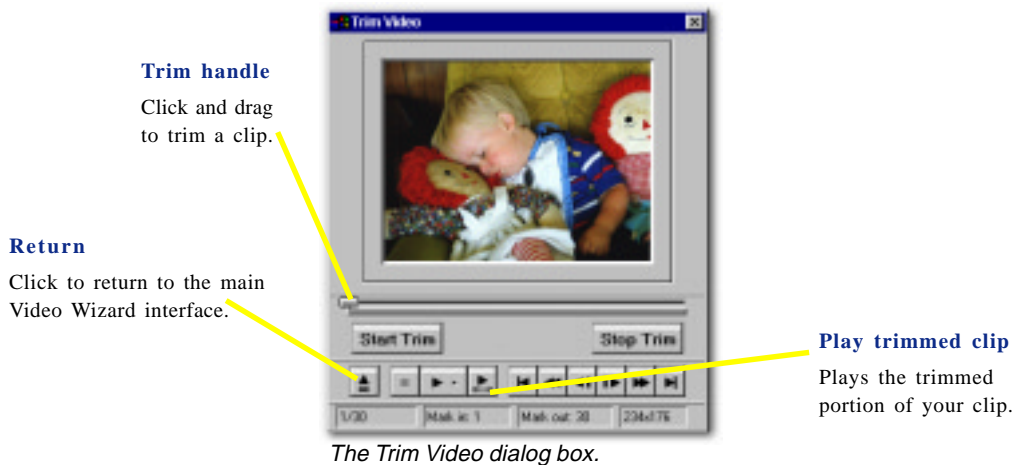 Trim Video
Trim handle
Click and drag
to trim a clip.
Return
Click to return to the main
Video Wizard interface.
Start Trim
Stop Trim
Play trimmed clip
Plays the trimmed
portion of your clip.
1/30
Mark in: 1
Mark out: 30
234x176
The Trim Video dialog box.